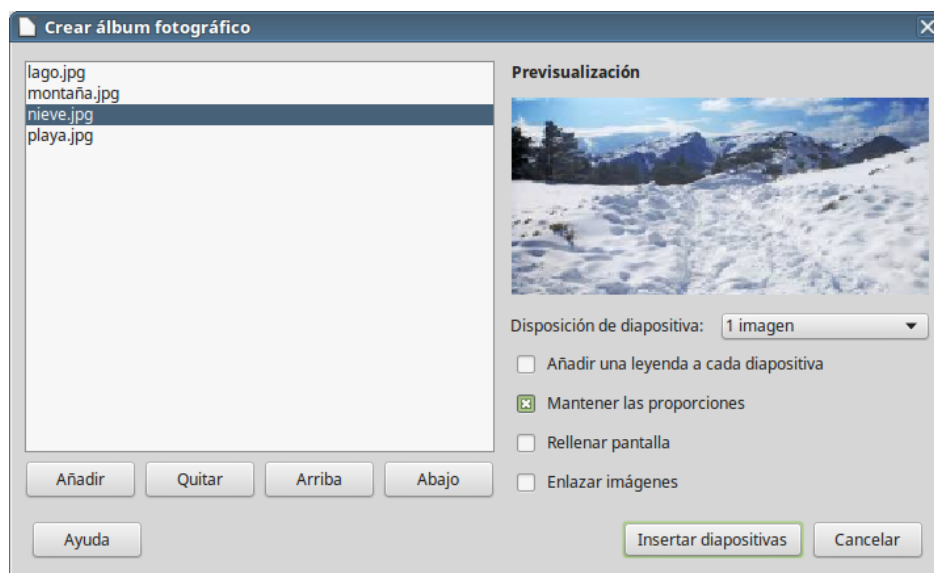 Crear álbum fotográfico
lago.jpg
montaña.jpg
nieve.jpg
playa.jpg
Añadir
Quitar
Arriba
Abajo
Previsualización
Disposición de diapositiva:
1 imagen
Añadir una leyenda a cada diapositiva
Mantener las proporciones
Rellenar pantalla
Enlazar imágenes
Ayuda
Insertar diapositivas
Cancelar